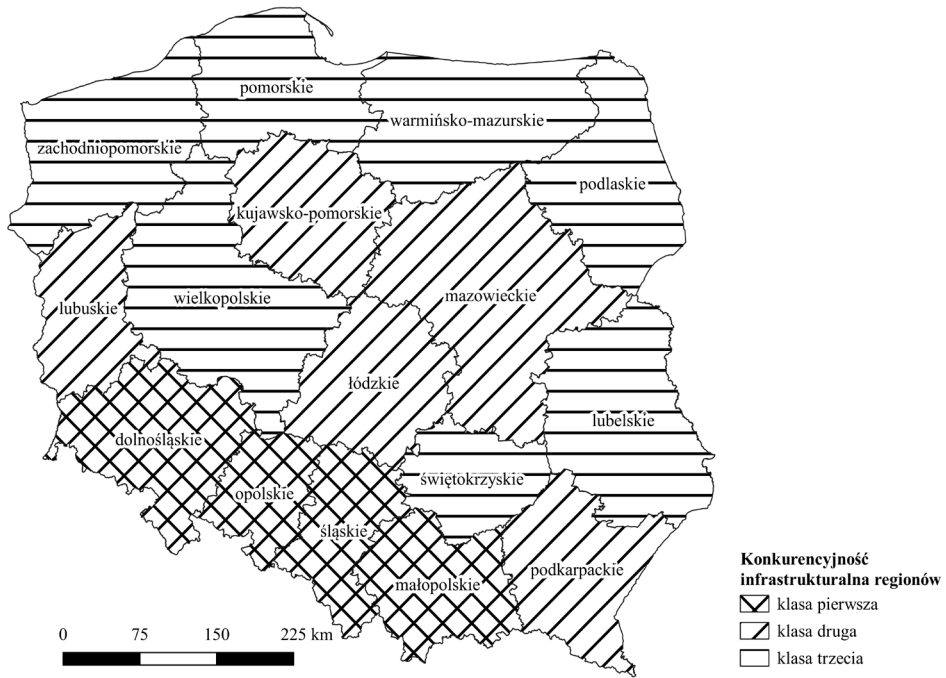 pomorskie
warmińsko-mazurskie
zachodniopomorskie
podlaskie
kujawsko-pomorskie
wielkopolskie
mazowieckie
lubuskie
łódzkie
lubelskie
dolnośląskie
świętokrzyskie
opolskie
śląskie
podkarpackie
małopolskie
Konkurencyjność
infrastrukturalna regionów
klasa pierwsza
klasa druga
klasa trzecia
0 75 150 225 km